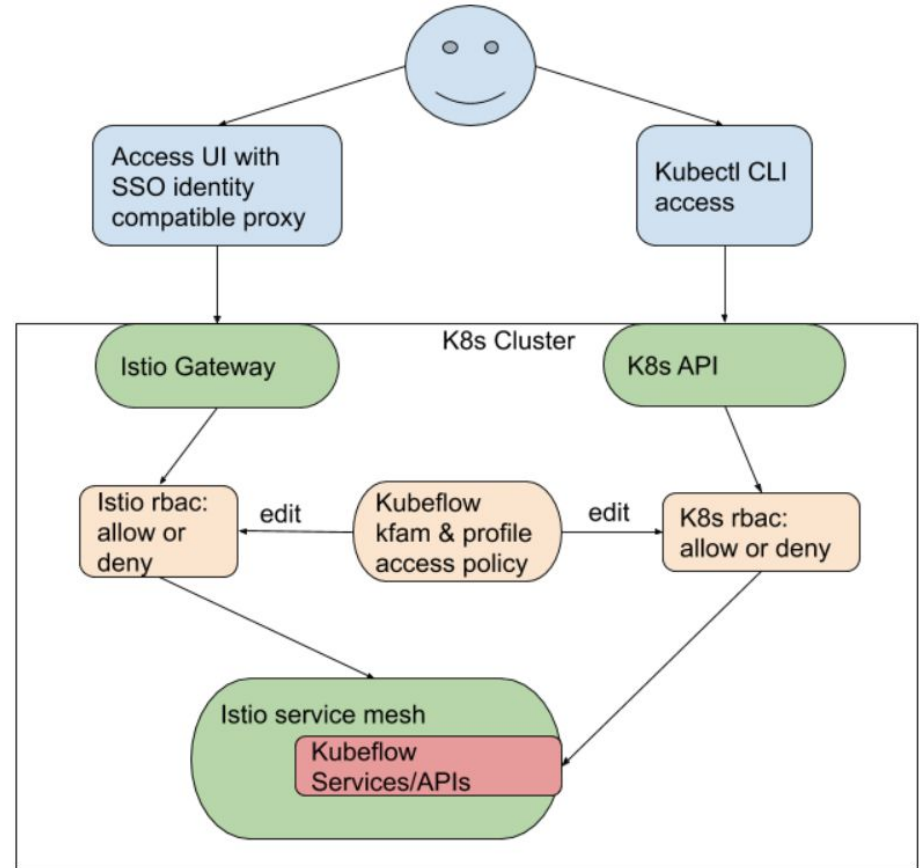 Access UI with
SSO identity
compatible proxy
Kubectl CLI
access
K8s Cluster
Istio Gateway
K8s API
Istio rbac:
allow or
deny
edit
Kubeflow
kfam & profile
access policy
edit
K8s rbac:
allow or deny
Istio service mesh
Kubeflow
Services/APIs